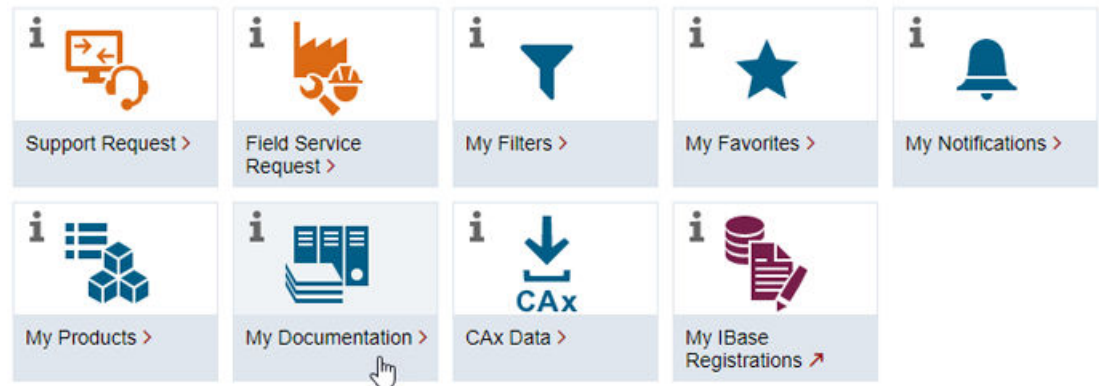 i i i i i
Support Request >
Field Service
Request >
My Filters >
My Favorites >
My Notifications >
i i i i
CAx
My Products >
My Documentation >
CAx Data >
My IBase
Registrations ↗